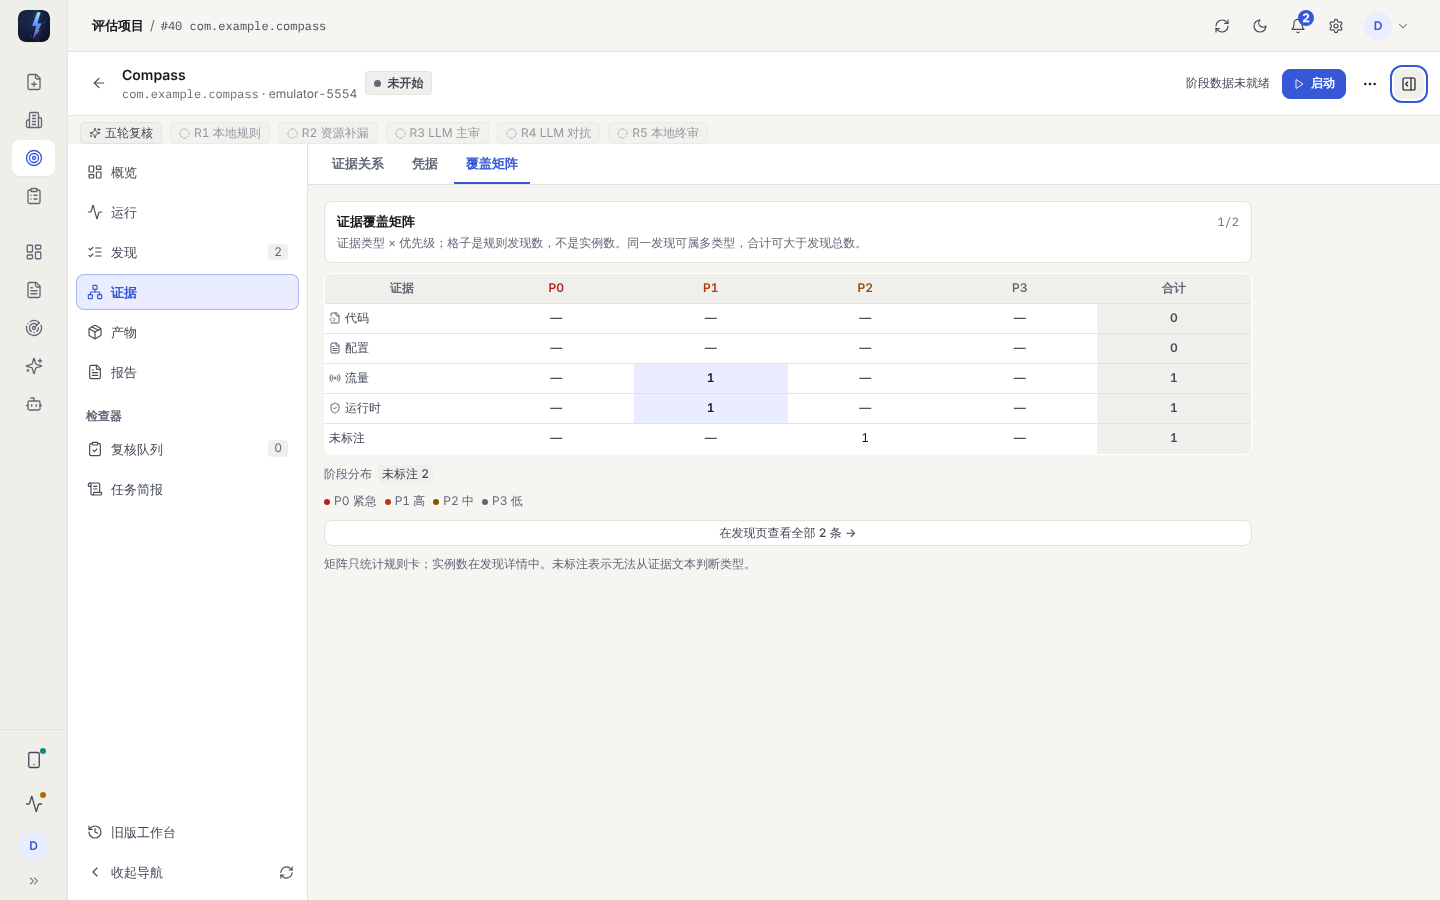 评估项目 / #40 com.example.compass
2
D
Compass
com.example.compass · emulator-5554
未开始
阶段数据未就绪
启动
五轮复核
R1 本地规则
R2 资源补漏
R3 LLM 主审
R4 LLM 对抗
R5 本地终审
概览
运行
发现 2
证据
产物
报告
检查器
复核队列 0
任务简报
旧版工作台
收起导航
D
证据关系 凭据 覆盖矩阵
证据覆盖矩阵 1/2
证据类型 × 优先级；格子是规则发现数，不是实例数。同一发现可属多类型，合计可大于发现总数。
证据 P0 P1 P2 P3 合计
代码 — — — — 0
配置 — — — — 0
流量 — 1 — — 1
运行时 — 1 — — 1
未标注 — — 1 — 1
阶段分布 未标注 2
P0 紧急 P1 高 P2 中 P3 低
在发现页查看全部 2 条 →
矩阵只统计规则卡；实例数在发现详情中。未标注表示无法从证据文本判断类型。